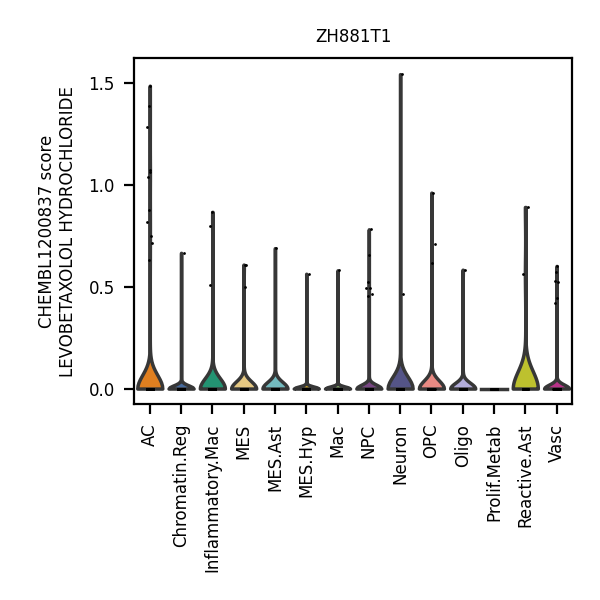 ZH881T1
CHEMBL1200837 score
LEVOBETAXOLOL HYDROCHLORIDE
1.5
1.0
0.5
0.0
AC
Chromatin.Reg
Inflammatory.Mac
MES
MES.Ast
MES.Hyp
Mac
NPC
Neuron
OPC
Oligo
Prolif.Metab
Reactive.Ast
Vasc